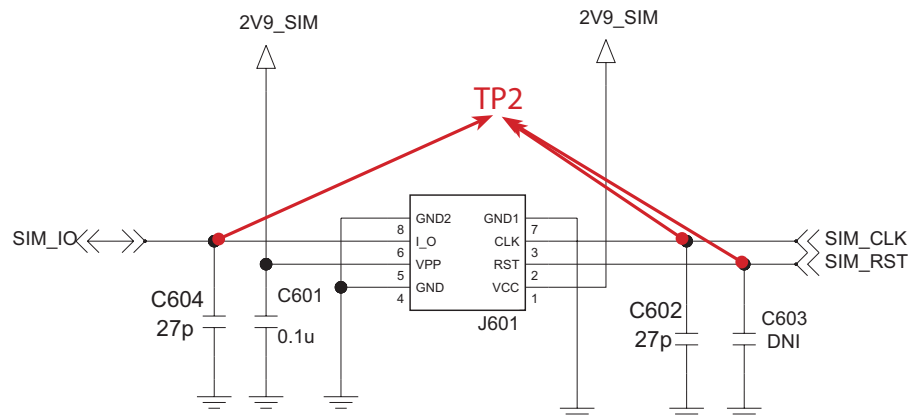 2V9_SIM
2V9_SIM
TP2
SIM_IO
GND2
GND1
8
7
I_O
CLK
6
3
VPP
RST
5
2
GND
VCC
4
1
SIM_CLK
SIM_RST
J601
C604
27p
C601
0.1u
C602
27p
C603
DNI